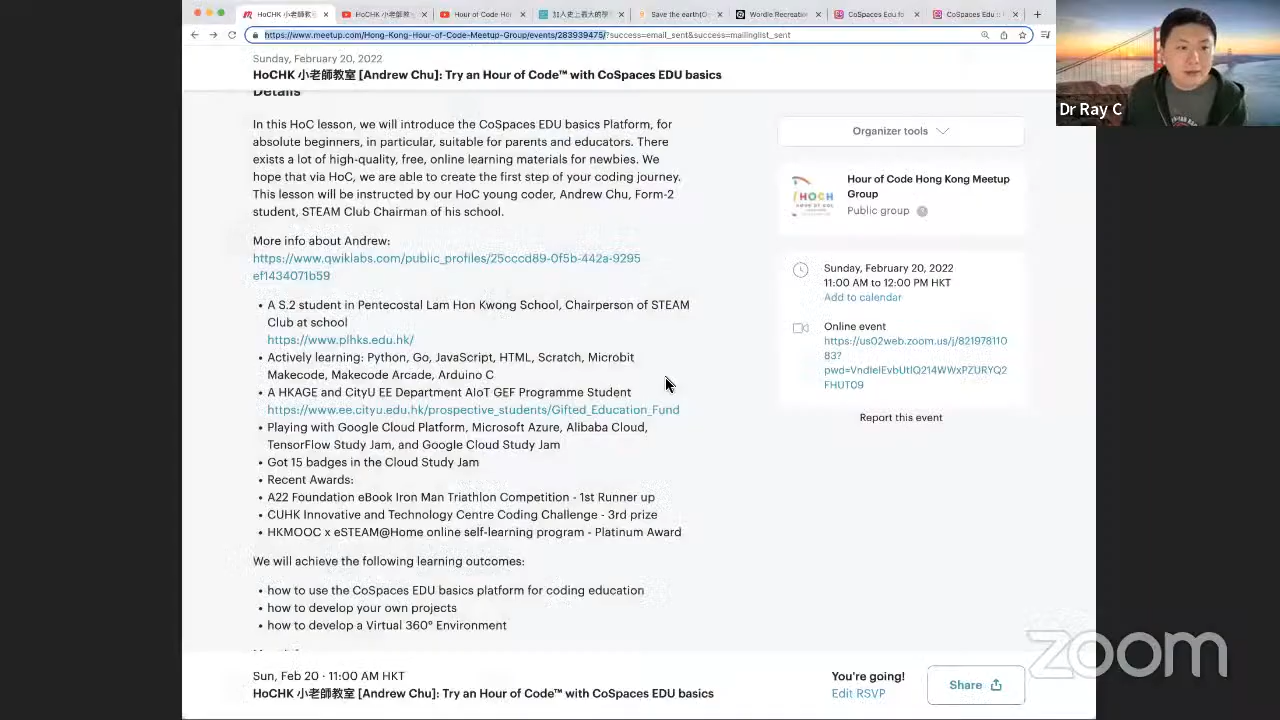 HoCHK 小老師教
HoCHK 小老師教
Hour of Code Hon
加入史上最大的學
Save the earth(C
Wordle Recreation
CoSpaces Edu fo
CoSpaces Edu
https://www.meetup.com/Hong-Kong-Hour-of-Code-Meetup-Group/events/283939475/?success=email_sent&success=mailinglist_sent
Dr Ray C
Sunday, February 20, 2022
HoCHK 小老師教室 [Andrew Chu]: Try an Hour of Code™ with CoSpaces EDU basics
Details
In this HoC lesson, we will introduce the CoSpaces EDU basics Platform, for
absolute beginners, in particular, suitable for parents and educators. There
exists a lot of high-quality, free, online learning materials for newbies. We
hope that via HoC, we are able to create the first step of your coding journey.
This lesson will be instructed by our HoC young coder, Andrew Chu, Form-2
student, STEAM Club Chairman of his school.
More info about Andrew:
https://www.qwiklabs.com/public_profiles/25cccd89-0f5b-442a-9295
ef1434071b59
• A S.2 student in Pentecostal Lam Hon Kwong School, Chairperson of STEAM
Club at school
https://www.plhks.edu.hk/
• Actively learning: Python, Go, JavaScript, HTML, Scratch, Microbit
Makecode, Makecode Arcade, Arduino C
• A HKAGE and CityU EE Department AIoT GEF Programme Student
https://www.ee.cityu.edu.hk/prospective_students/Gifted_Education_Fund
• Playing with Google Cloud Platform, Microsoft Azure, Alibaba Cloud,
TensorFlow Study Jam, and Google Cloud Study Jam
• Got 15 badges in the Cloud Study Jam
• Recent Awards:
• A22 Foundation eBook Iron Man Triathlon Competition - 1st Runner up
• CUHK Innovative and Technology Centre Coding Challenge - 3rd prize
• HKMOOC x eSTEAM@Home online self-learning program - Platinum Award
We will achieve the following learning outcomes:
• how to use the CoSpaces EDU basics platform for coding education
• how to develop your own projects
• how to develop a Virtual 360° Environment
Organizer tools
HOCH
Hour of Code Hong Kong Meetup
Group
Public group
Sunday, February 20, 2022
11:00 AM to 12:00 PM HKT
Add to calendar
Online event
https://us02web.zoom.us/j/821978110
83?
pwd=VndIelEvbUtlQ214WWxPZURYQ2
FHUT09
Report this event
Sun, Feb 20 · 11:00 AM HKT
HoCHK 小老師教室 [Andrew Chu]: Try an Hour of Code™ with CoSpaces EDU basics
You're going!
Edit RSVP
Share
zoom